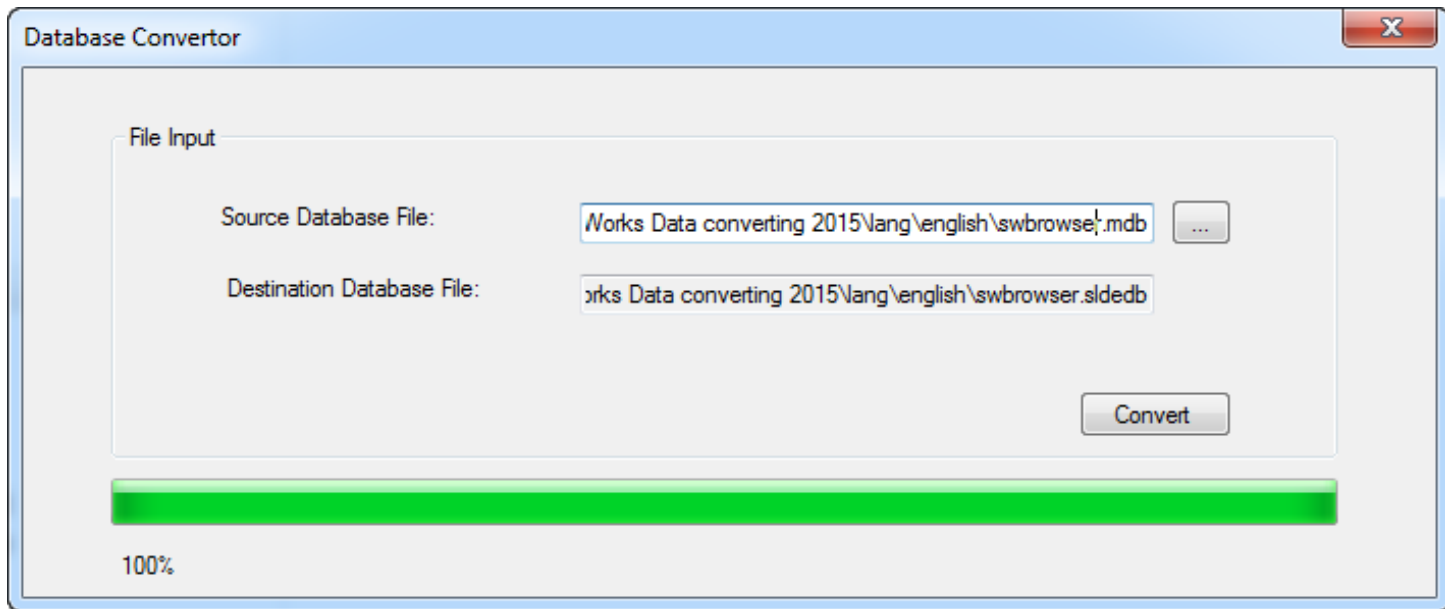 Database Convertor
File Input
Source Database File:
Works Data converting 2015\lang\english\swbrowser.mdb
...
Destination Database File:
orks Data converting 2015\lang\english\swbrowser.sldedb
Convert
100%